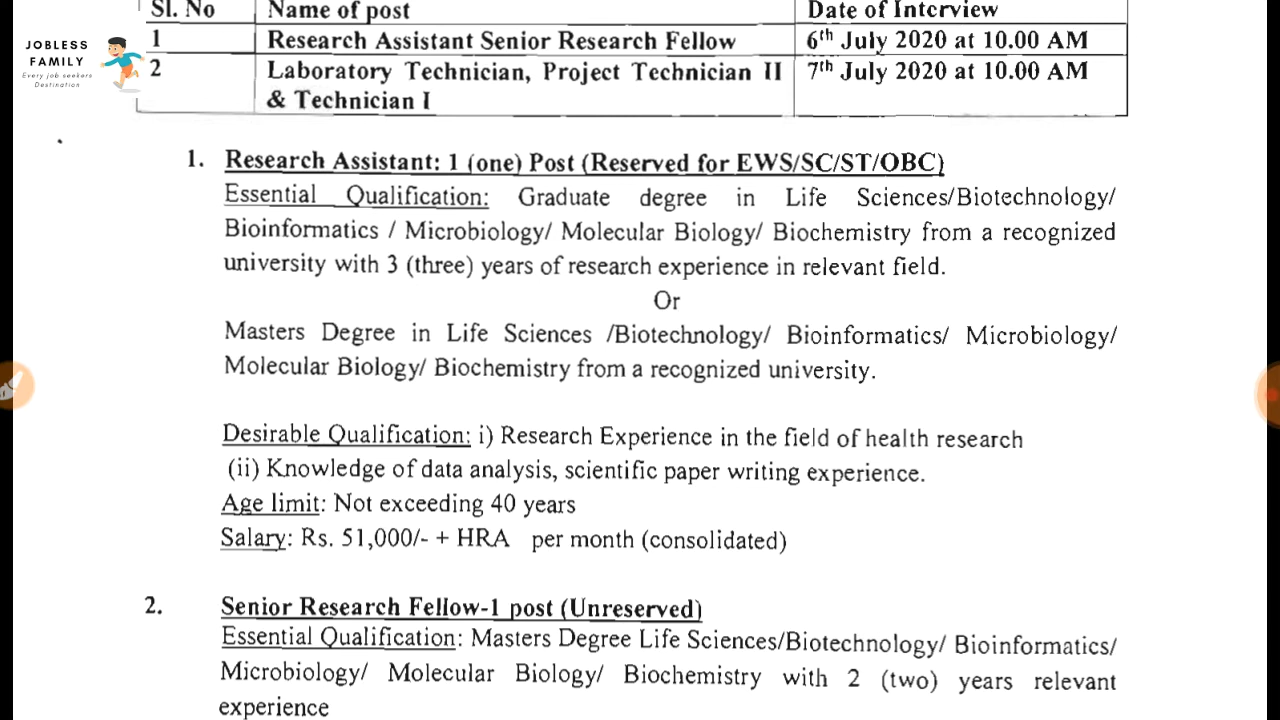 Sl. No Name of post Date of Interview
JOBLESS
FAMILY
Every job seekers
Destination
1 Research Assistant Senior Research Fellow 6th July 2020 at 10.00 AM
2 Laboratory Technician, Project Technician II 7th July 2020 at 10.00 AM
& Technician I
1. Research Assistant: 1 (one) Post (Reserved for EWS/SC/ST/OBC)
Essential Qualification: Graduate degree in Life Sciences/Biotechnology/
Bioinformatics / Microbiology/ Molecular Biology/ Biochemistry from a recognized
university with 3 (three) years of research experience in relevant field.
Or
Masters Degree in Life Sciences /Biotechnology/ Bioinformatics/ Microbiology/
Molecular Biology/ Biochemistry from a recognized university.
Desirable Qualification: i) Research Experience in the field of health research
(ii) Knowledge of data analysis, scientific paper writing experience.
Age limit: Not exceeding 40 years
Salary: Rs. 51,000/- + HRA per month (consolidated)
2. Senior Research Fellow-1 post (Unreserved)
Essential Qualification: Masters Degree Life Sciences/Biotechnology/ Bioinformatics/
Microbiology/ Molecular Biology/ Biochemistry with 2 (two) years relevant
experience